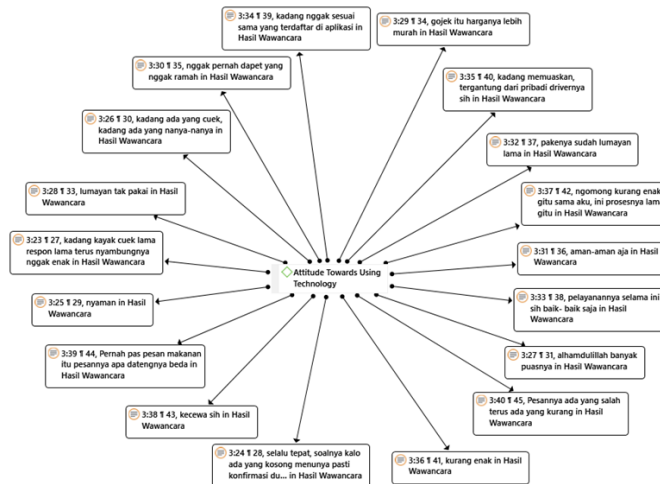 3:34 ¶ 39, kadang nggak sesuai
sama yang terdaftar di aplikasi in
Hasil Wawancara
3:29 ¶ 34, gojek itu harganya lebih
murah in Hasil Wawancara
3:30 ¶ 35, nggak pernah dapet yang
nggak ramah in Hasil Wawancara
3:35 ¶ 40, kadang memuaskan,
tergantung dari pribadi drivernya
sih in Hasil Wawancara
3:26 ¶ 30, kadang ada yang cuek,
kadang ada yang nanya-nanya in
Hasil Wawancara
3:32 ¶ 37, pakenya sudah lumayan
lama in Hasil Wawancara
3:28 ¶ 33, lumayan tak pakai in Hasil
Wawancara
3:37 ¶ 42, ngomong kurang enak
gitu sama aku, ini prosesnya lam
gitu in Hasil Wawancara
3:23 ¶ 27, kadang kayak cuek lama
respon lama terus nyambungnya
nggak enak in Hasil Wawancara
3:31 ¶ 36, aman-aman aja in Hasil
Wawancara
Attitude Towards Using
Technology
3:25 ¶ 29, nyaman in Hasil
Wawancara
3:33 ¶ 38, pelayanannya selama ini
sih baik- baik saja in Hasil
Wawancara
3:39 ¶ 44, Pernah pas pesan makanan
itu pesannya apa datengnya beda in
Hasil Wawancara
3:27 ¶ 31, alhamdulillah banyak
puasnya in Hasil Wawancara
3:38 ¶ 43, kecewa sih in Hasil
Wawancara
3:40 ¶ 45, Pesannya ada yang salah
terus ada yang kurang in Hasil
Wawancara
3:24 ¶ 28, selalu tepat, soalnya kalo
ada yang kosong menunya pasti
konfirmasi du... in Hasil Wawancara
3:36 ¶ 41, kurang enak in Hasil
Wawancara